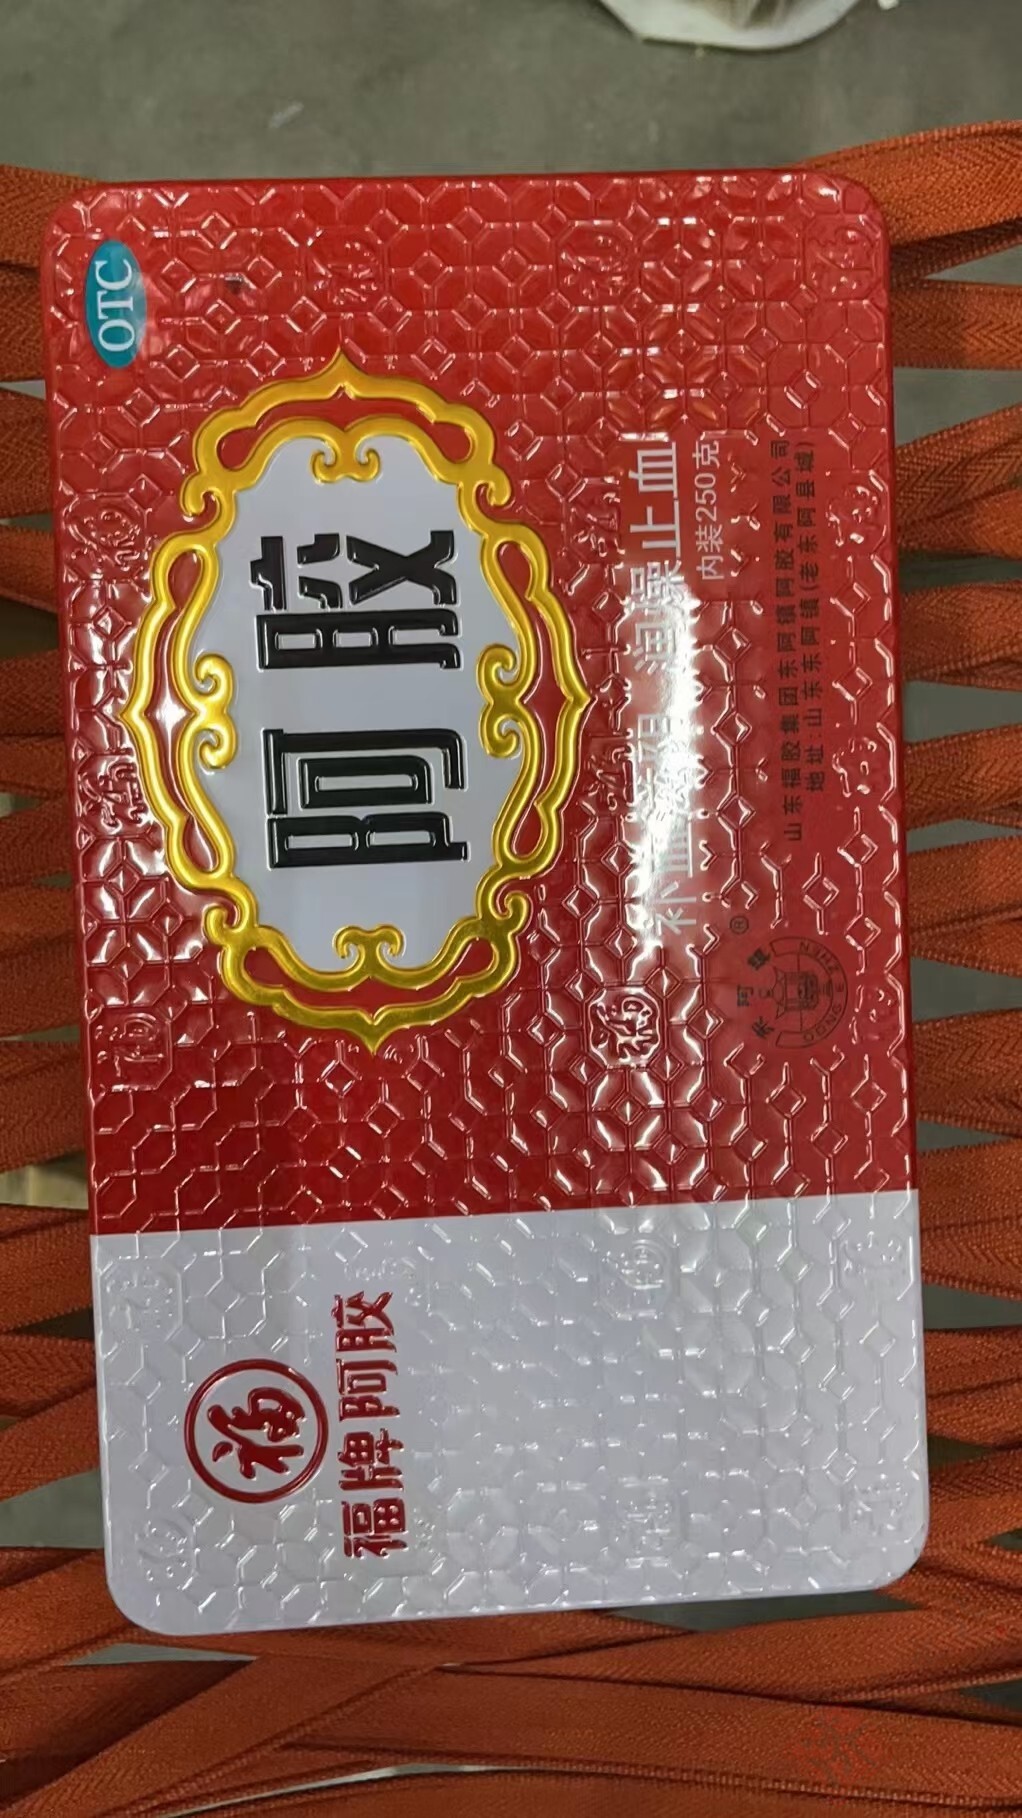 OTC
阿胶
补血滋阴 润燥止血
内装250克
山东福胶集团东阿镇阿胶有限公司
地址:山东东阿镇(老东阿县城)
福
福牌阿胶